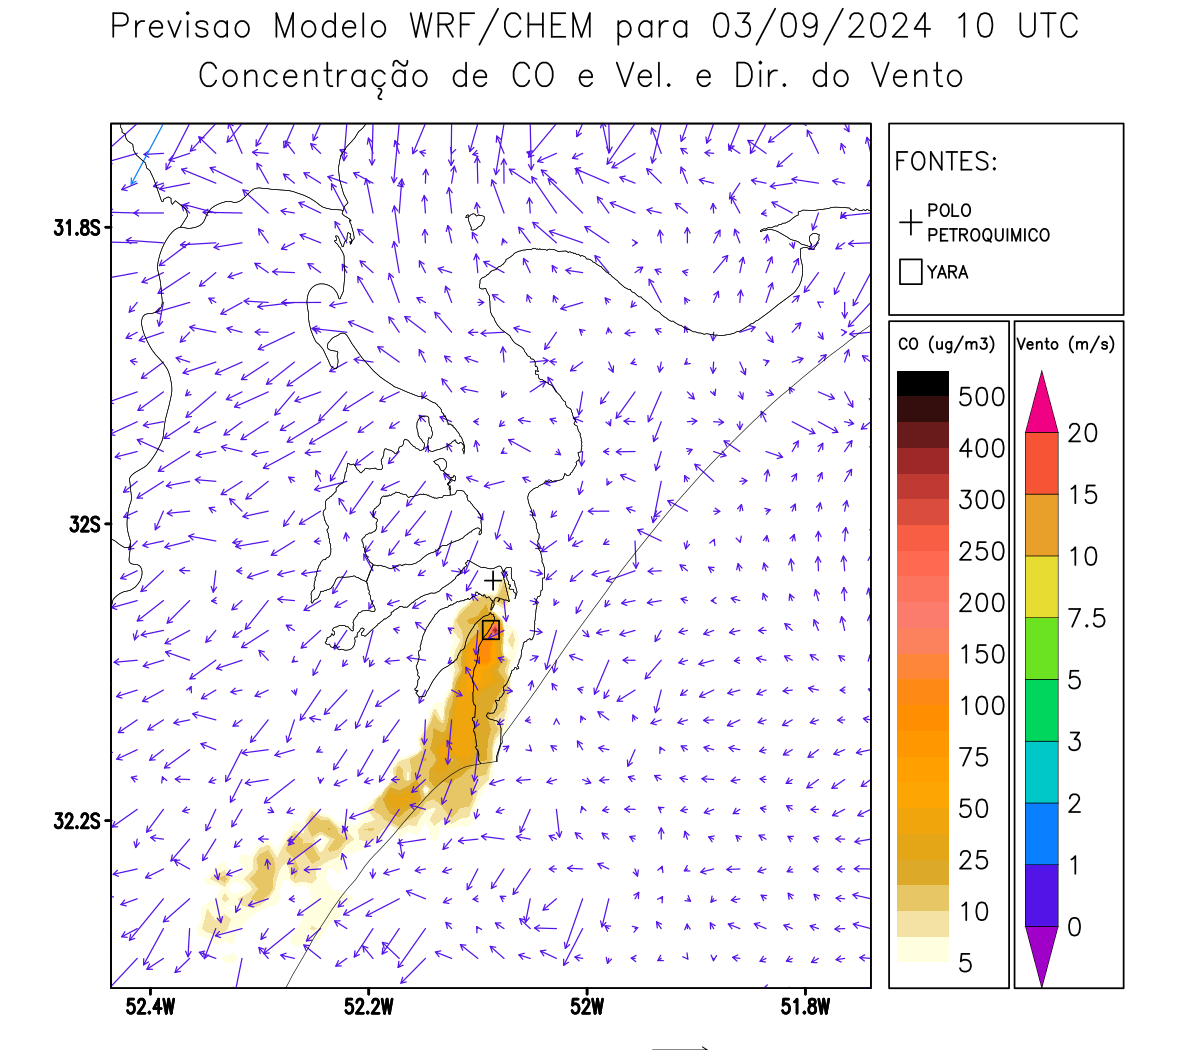 Previsao Modelo WRF/CHEM para 03/09/2024 10 UTC
Concentração de CO e Vel. e Dir. do Vento
FONTES:
POLO
PETROQUIMICO
YARA
CO (ug/m3)
500
400
300
250
200
150
100
75
50
25
10
5
Vento (m/s)
20
15
10
7.5
5
3
2
1
0
31.8S
32S
32.2S
52.4W
52.2W
52W
51.8W